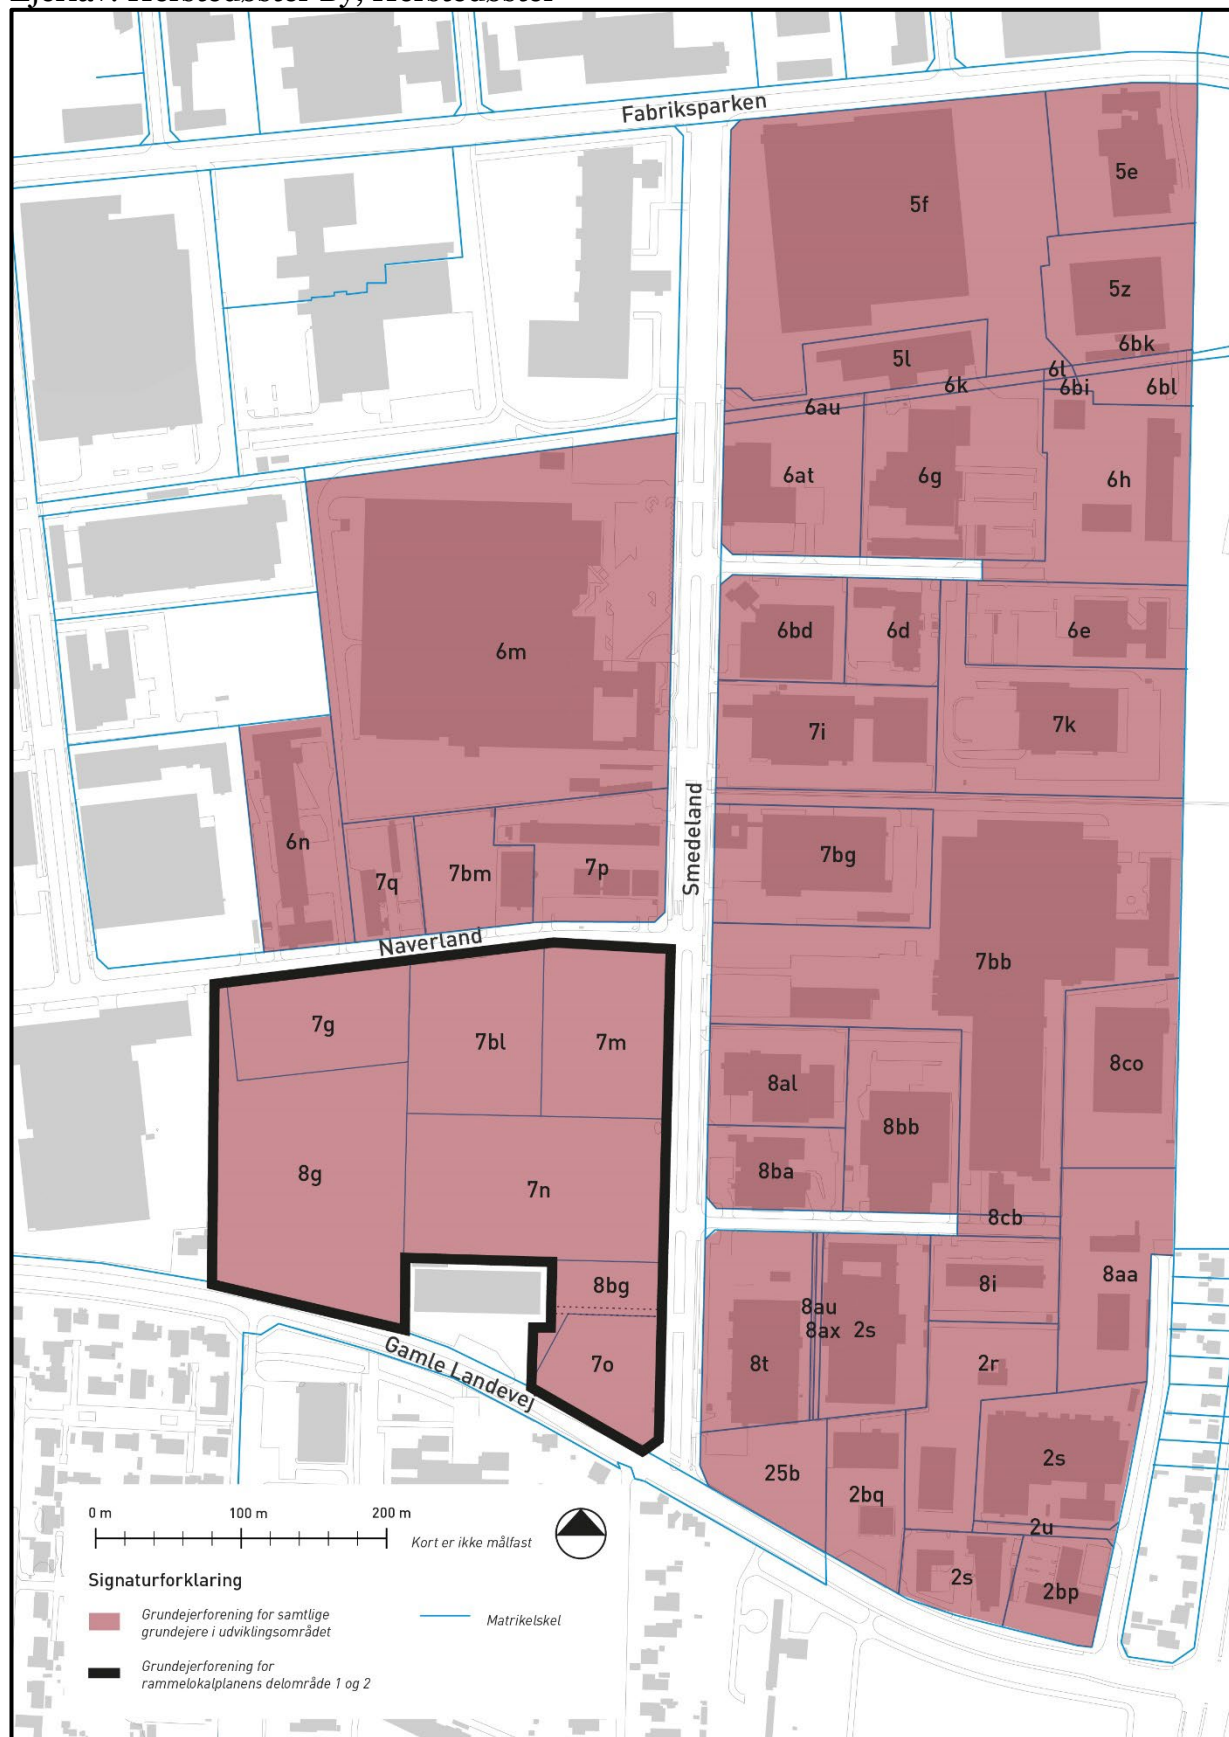 Ejerlav: Herstedøster By, Herstedøster
Fabriksparken
5e
5f
5z
6bk
5l
6l
6k
6bi
6bl
6au
6at
6g
6h
6bd
6d
6e
6m
7i
7k
Smedeland
7bg
6n
7q
7bm
7p
Naverland
7bb
7g
7bl
7m
8co
8al
8bb
8ba
8g
7n
8cb
8bg
8i
8aa
8au
8ax
2s
7o
8t
2r
Gamle Landevej
25b
2s
2bq
2u
2s
2bp
0 m
100 m
200 m
Kort er ikke målfast
Signaturforklaring
Grundejerforening for samtlige
grundejere i udviklingsområdet
Matrikelskel
Grundejerforening for
rammelokalplanens delområde 1 og 2